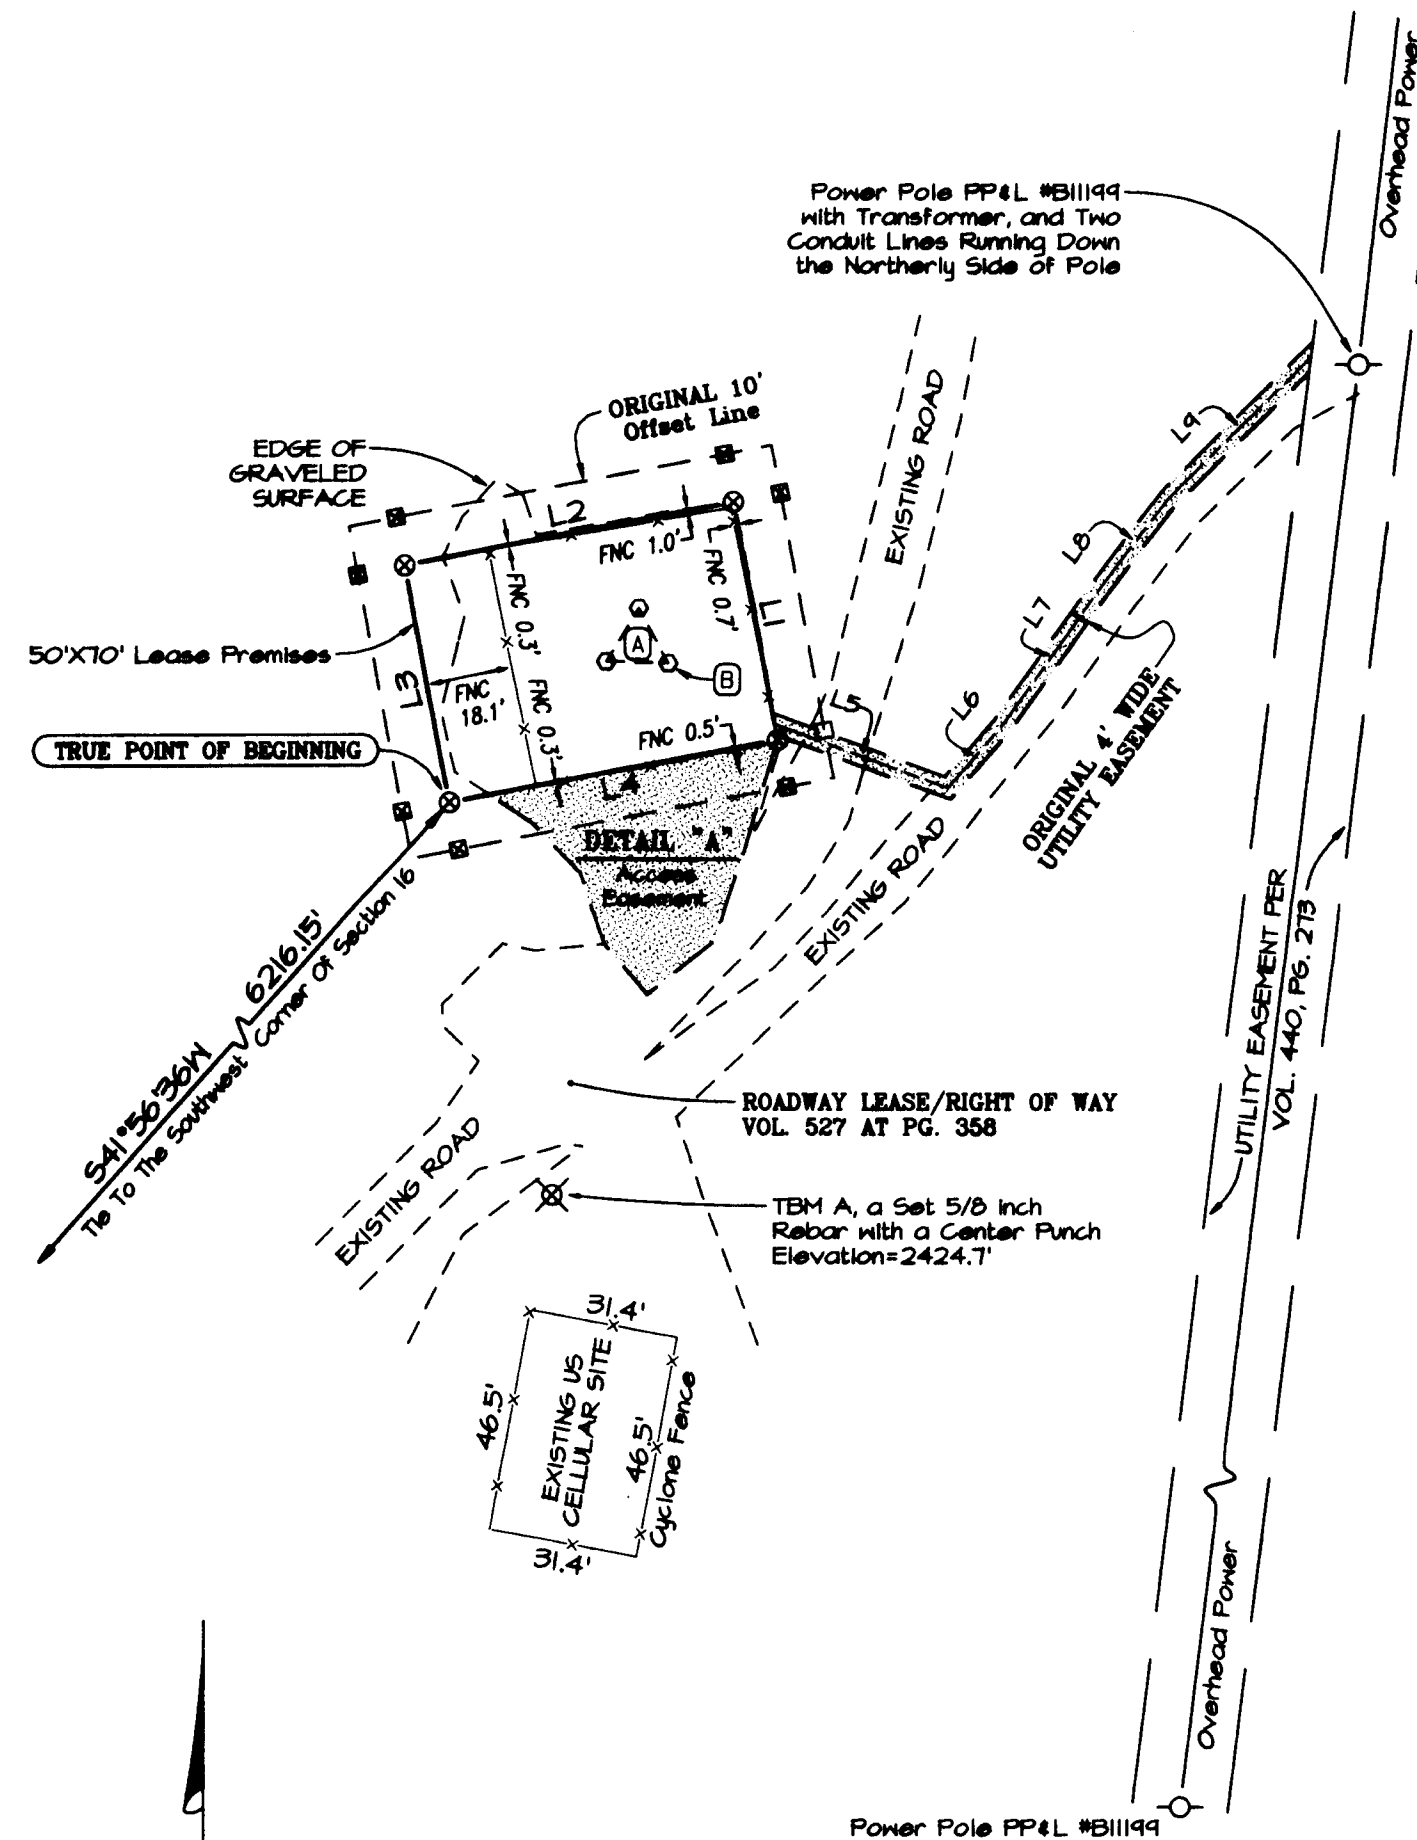 Overhead Power
Power Pole PP&L #B11199
with Transformer, and Two
Conduit Lines Running Down
the Northerly Side of Pole
ORIGINAL 10'
Offset Line
EDGE OF
GRAVELED
SURFACE
EXISTING ROAD
L9
L2
FNC 1.0'
FNC 0.7'
L1
FNC 0.3'
L8
L7
A
B
50'X70' Lease Premises
L3
FNC
18.1'
FNC 0.3'
FNC 0.5'
L5
L6
TRUE POINT OF BEGINNING
L4
ORIGINAL 4' WIDE
UTILITY EASEMENT
DETAIL "A"
Access
Easement
EXISTING ROAD
6216.15'
S41°56'36W
Tie To The Southwest Corner Of Section 16
UTILITY EASEMENT PER
VOL. 440, PG. 273
ROADWAY LEASE/RIGHT OF WAY
VOL. 527 AT PG. 358
EXISTING ROAD
TBM A, a Set 5/8 Inch
Rebar with a Center Punch
Elevation=2424.7'
31.4'
46.5'
EXISTING US
CELLULAR SITE
46.5'
Cyclone Fence
31.4'
Overhead Power
Power Pole PP&L #B11199